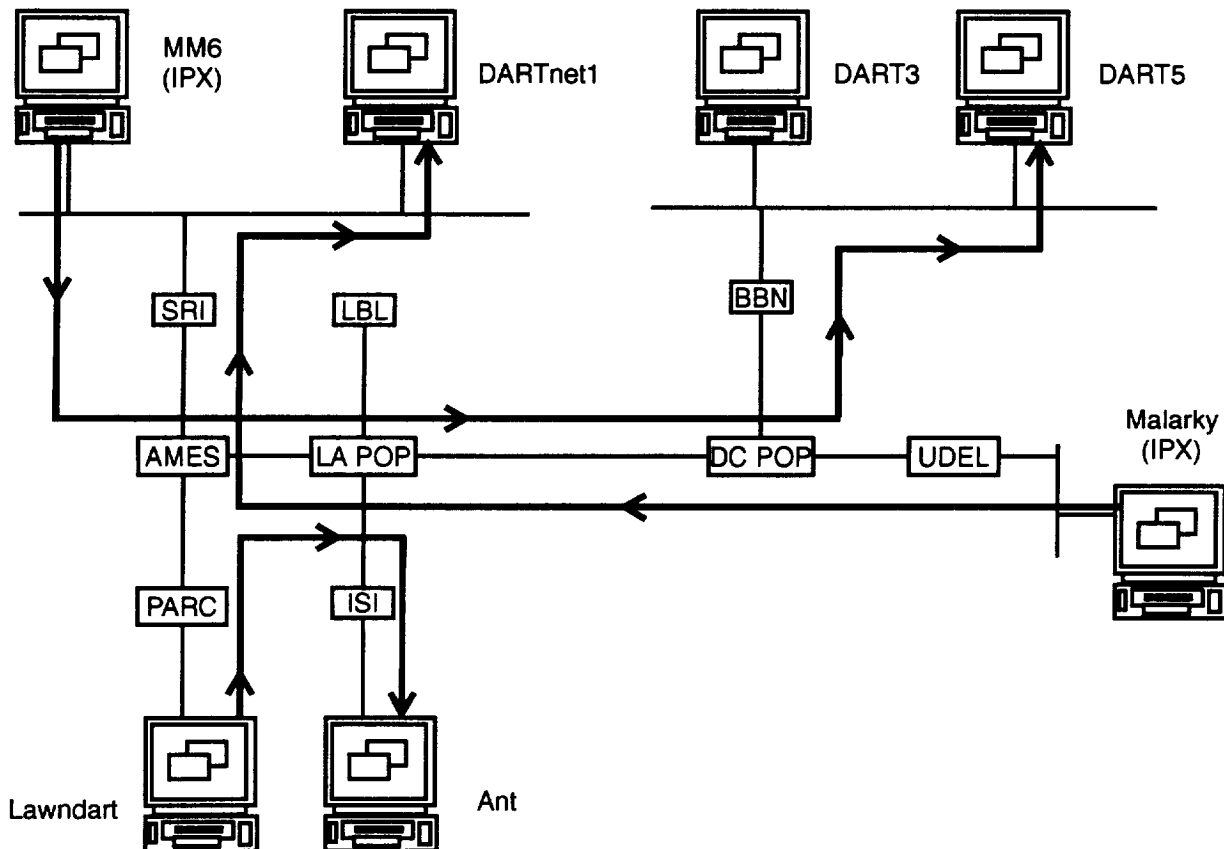 MM6
(IPX)
DARTnet1
DART3
DART5
SRI
LBL
BBN
Malarky
(IPX)
AMES
LA POP
DC POP
UDEL
PARC
ISI
Lawndart
Ant